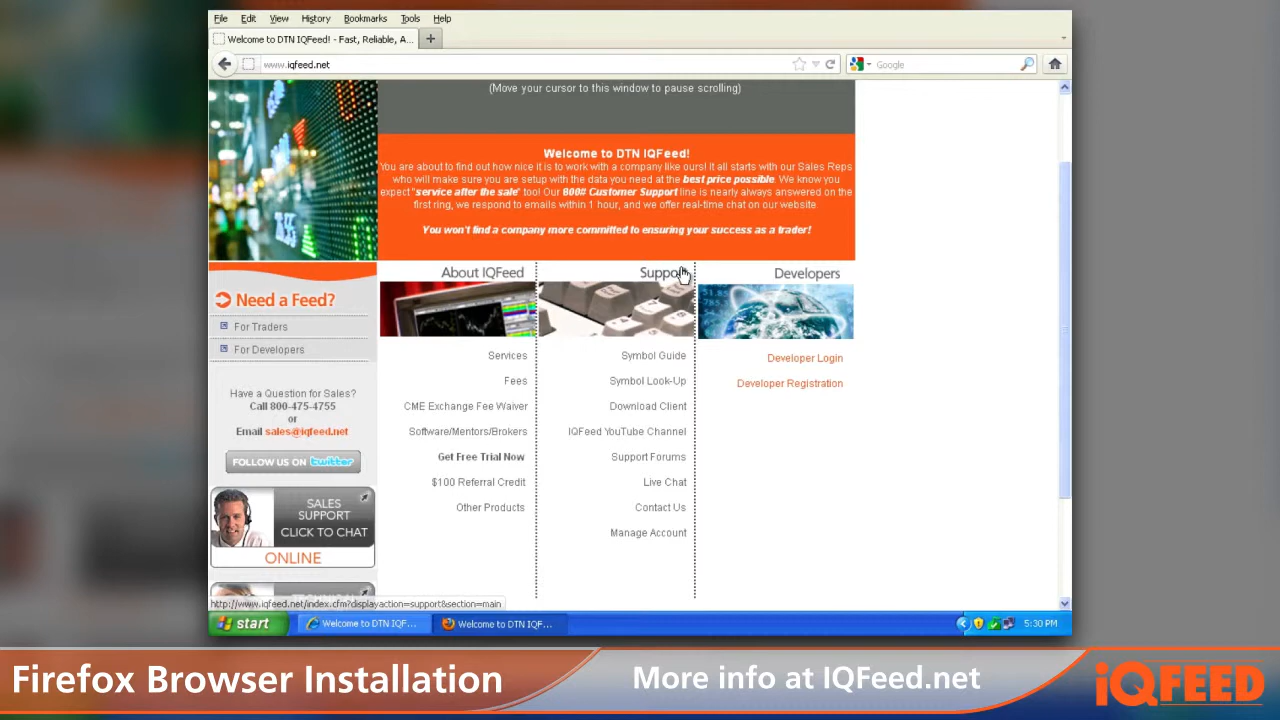 File Edit View History Bookmarks Tools Help
Welcome to DTN IQFeed! - Fast, Reliable, A...
www.iqfeed.net
Google
(Move your cursor to this window to pause scrolling)
Welcome to DTN IQFeed!
You are about to find out how nice it is to work with a company like ours! It all starts with our Sales Reps
who will make sure you are setup with the data you need at the best price possible. We know you
expect "service after the sale" too! Our 800# Customer Support line is nearly always answered on the
first ring, we respond to emails within 1 hour, and we offer real-time chat on our website.
You won't find a company more committed to ensuring your success as a trader!
Need a Feed?
For Traders
For Developers
Have a Question for Sales?
Call 800-475-4755
or
Email sales@iqfeed.net
FOLLOW US ON twitter
SALES
SUPPORT
CLICK TO CHAT
ONLINE
About IQFeed
Services
Fees
CME Exchange Fee Waiver
Software/Mentors/Brokers
Get Free Trial Now
$100 Referral Credit
Other Products
Support
Symbol Guide
Symbol Look-Up
Download Client
IQFeed YouTube Channel
Support Forums
Live Chat
Contact Us
Manage Account
Developers
Developer Login
Developer Registration
http://www.iqfeed.net/index.cfm?displayaction=support&section=main
start
Welcome to DTN IQF...
Welcome to DTN IQF...
5:30 PM
Firefox Browser Installation
More info at IQFeed.net
iQFEED